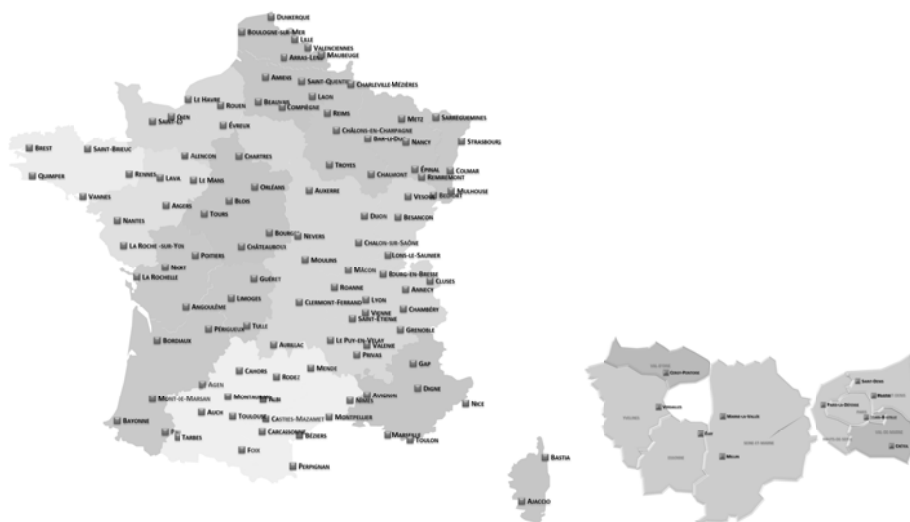 Dunkerque
Boulogne-sur-Mer
Lille
Valenciennes
Maubeuge
Arras-Lens
Amiens
Saint-Quentin
Charleville-Mézières
Laon
Le Havre
Rouen
Beauvais
Compiègne
Reims
Metz
Sarreguemines
Saint-Lô
Évreux
Châlons-en-Champagne
Bar-le-Duc
Nancy
Strasbourg
Brest
Saint-Brieuc
Alençon
Chartres
Troyes
Épinal
Colmar
Quimper
Rennes
Laval
Le Mans
Orléans
Auxerre
Chaumont
Remiremont
Mulhouse
Vannes
Blois
Vesoul
Belfort
Angers
Tours
Dijon
Besançon
Nantes
Bourges
Nevers
La Roche-sur-Yon
Châteauroux
Chalon-sur-Saône
Poitiers
Moulins
Lons-le-Saunier
Niort
Mâcon
Bourg-en-Bresse
La Rochelle
Guéret
Roanne
Cluses
Annecy
Angoulême
Limoges
Clermont-Ferrand
Lyon
Vienne
Chambéry
Saint-Étienne
Périgueux
Tulle
Grenoble
Bordeaux
Aurillac
Le Puy-en-Velay
Valence
Privas
Cahors
Rodez
Mende
Gap
Agen
Digne
Mont-de-Marsan
Montauban
Albi
Nîmes
Avignon
Nice
Auch
Toulouse
Castres-Mazamet
Montpellier
Bayonne
Pau
Tarbes
Carcassonne
Béziers
Marseille
Toulon
Foix
Perpignan
Bastia
Ajaccio
Versailles
Évry
Melun
Saint-Denis
Créteil